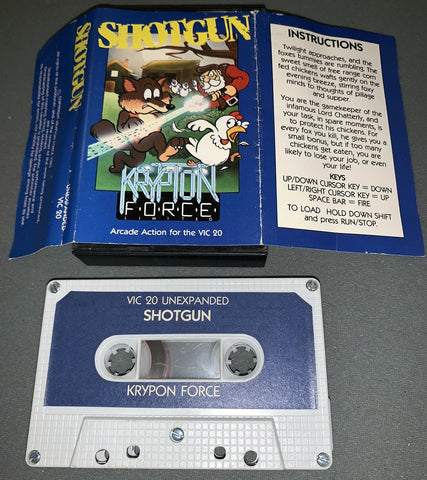 SHOTGUN
SHOTGUN
UNEXPANDED
VIC 20
KRYPTON
FORCE
Arcade Action for the VIC 20
INSTRUCTIONS
Twilight approaches, and the
foxes tummies are rumbling. The
sweet smell of free range corn
fed chickens wafts gently on the
evening breeze, stirring foxy
minds to thoughts of pillage
and supper.
You are the gamekeeper of the
infamous Lord Chatterly, and
your task, in spare moments, is
to protect his chickens. For
every fox you kill, he gives you a
small bonus, but if too many
chickens get eaten, you are
likely to lose your job, or even
your life!
KEYS
UP/DOWN CURSOR KEY = DOWN
LEFT/RIGHT CURSOR KEY = UP
SPACE BAR = FIRE
TO LOAD HOLD DOWN SHIFT
and press RUN/STOP.
VIC 20 UNEXPANDED
SHOTGUN
KRYPON FORCE